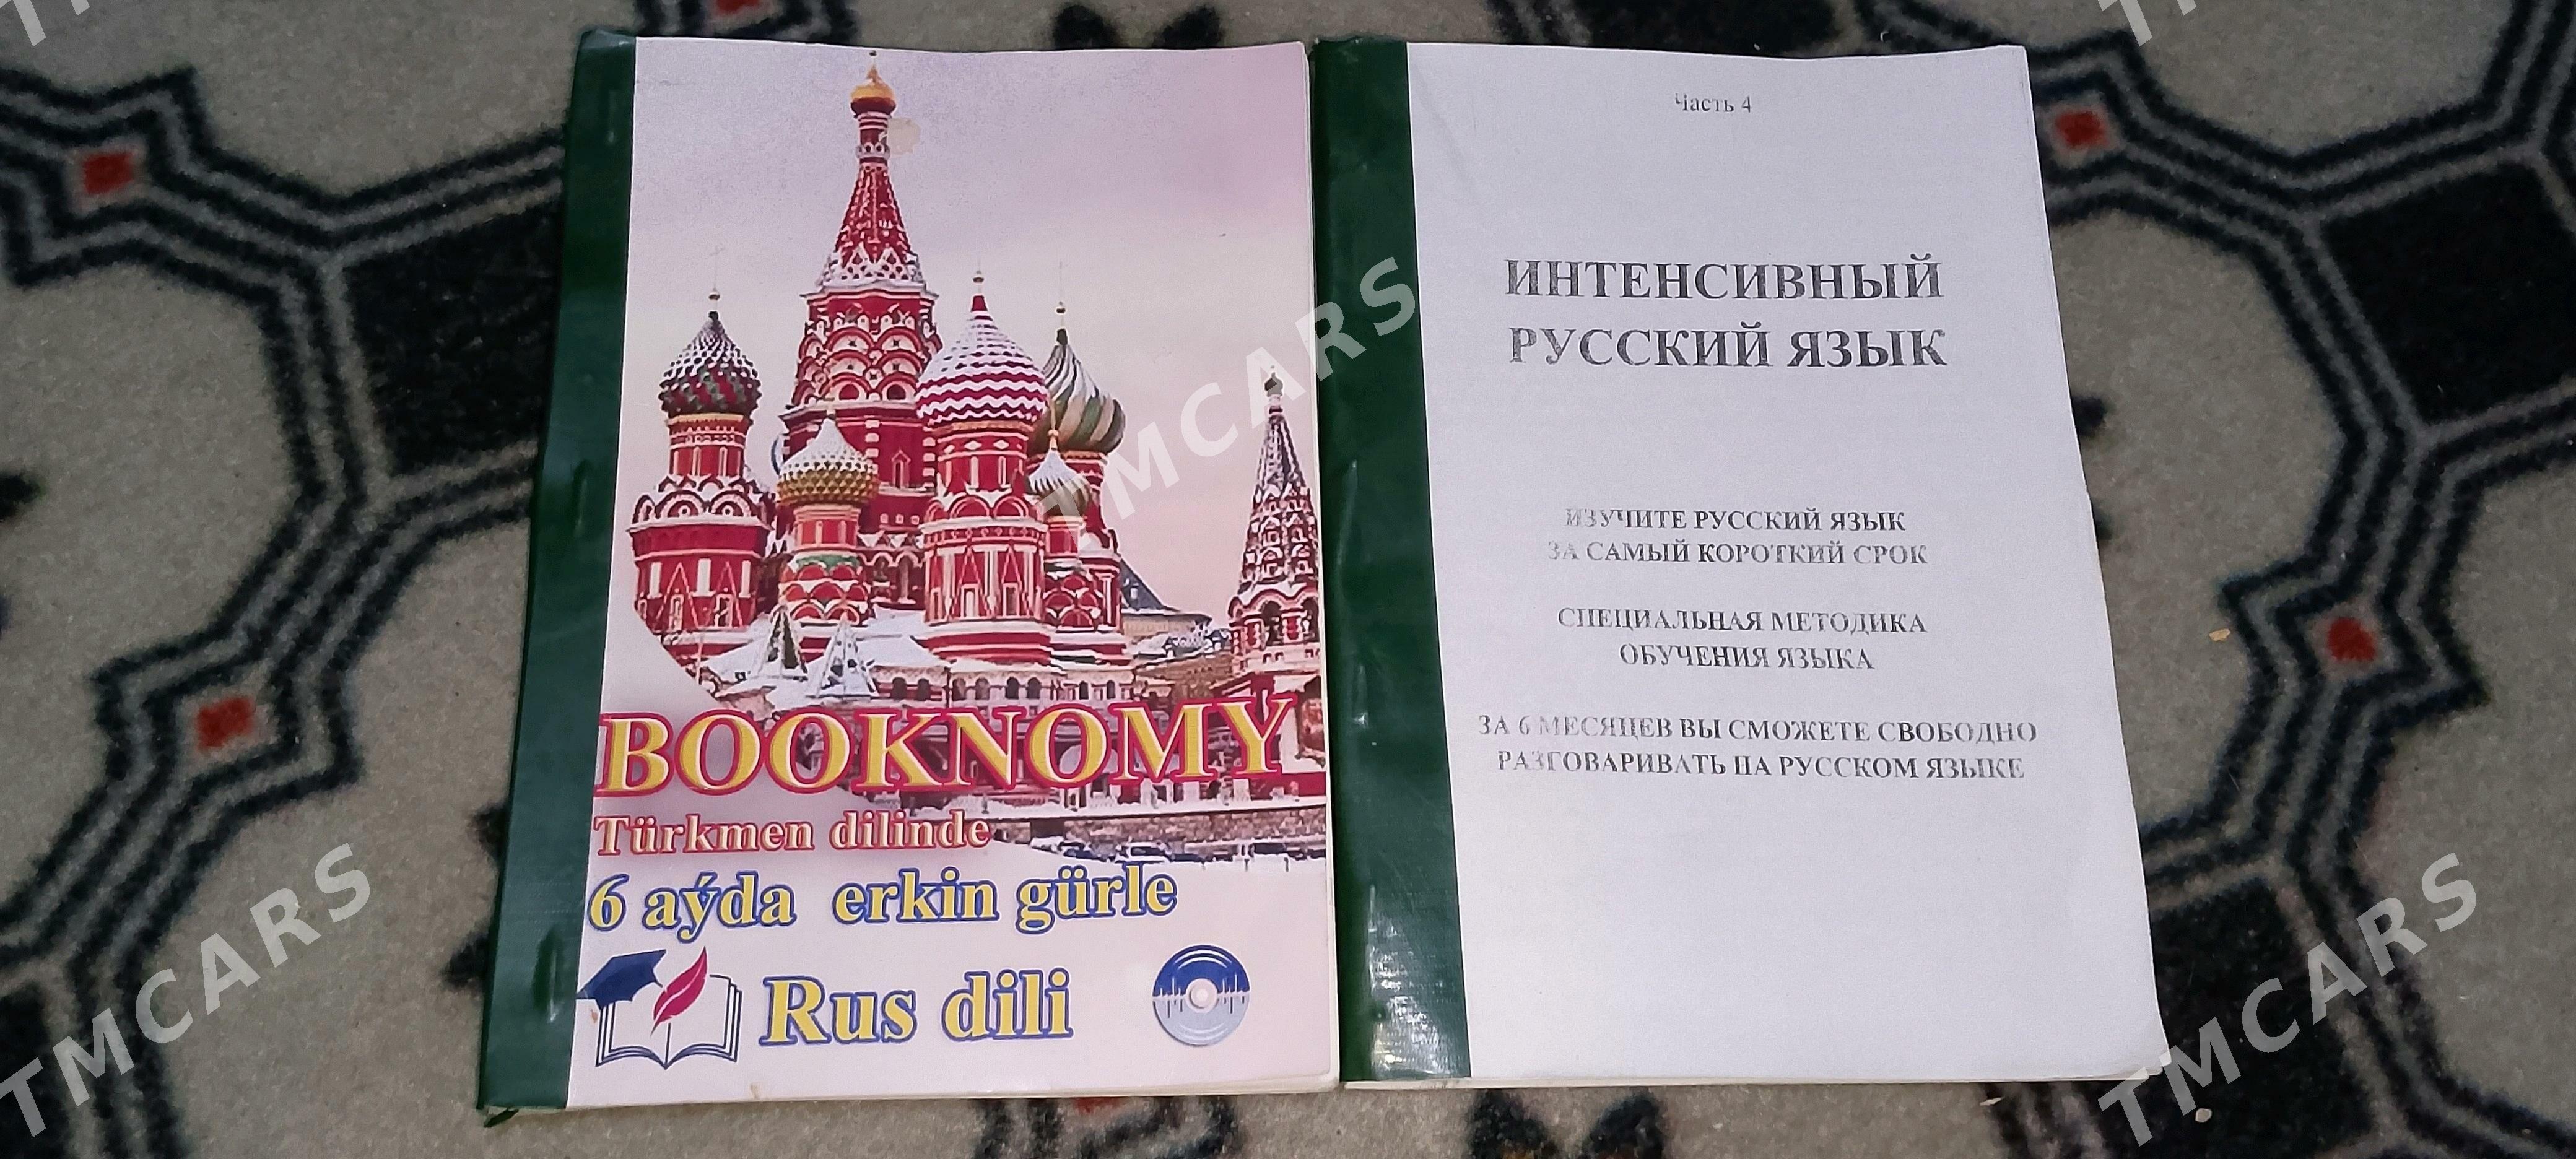 BOOKNOMY
Türkmen dilinde
6 aýda erkin gürle
Rus dili
Часть 4
ИНТЕНСИВНЫЙ
РУССКИЙ ЯЗЫК
ИЗУЧИТЕ РУССКИЙ ЯЗЫК
ЗА САМЫЙ КОРОТКИЙ СРОК
СПЕЦИАЛЬНАЯ МЕТОДИКА
ОБУЧЕНИЯ ЯЗЫКА
ЗА 6 МЕСЯЦЕВ ВЫ СМОЖЕТЕ СВОБОДНО
РАЗГОВАРИВАТЬ НА РУССКОМ ЯЗЫКЕ
TMCARS
TMCARS
TMCARS